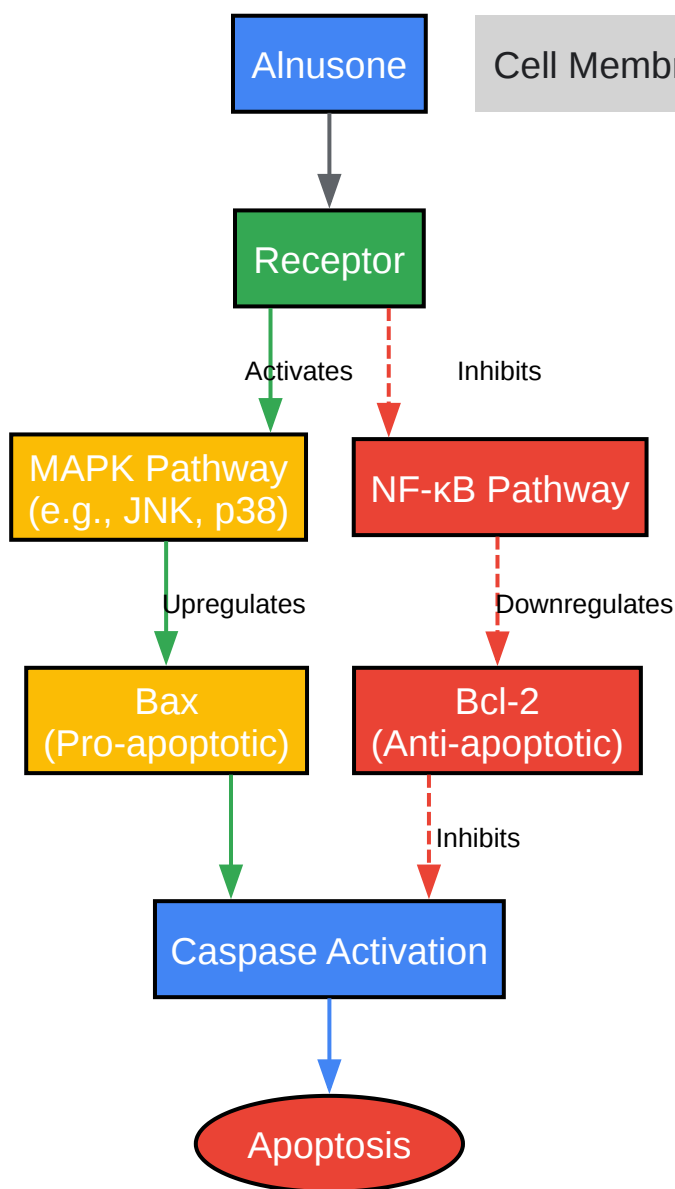 Alnusone
Cell Membr
Receptor
Activates
Inhibits
MAPK Pathway
(e.g., JNK, p38)
NF-κB Pathway
Upregulates
Downregulates
Bax
(Pro-apoptotic)
Bcl-2
(Anti-apoptotic)
Inhibits
Caspase Activation
Apoptosis